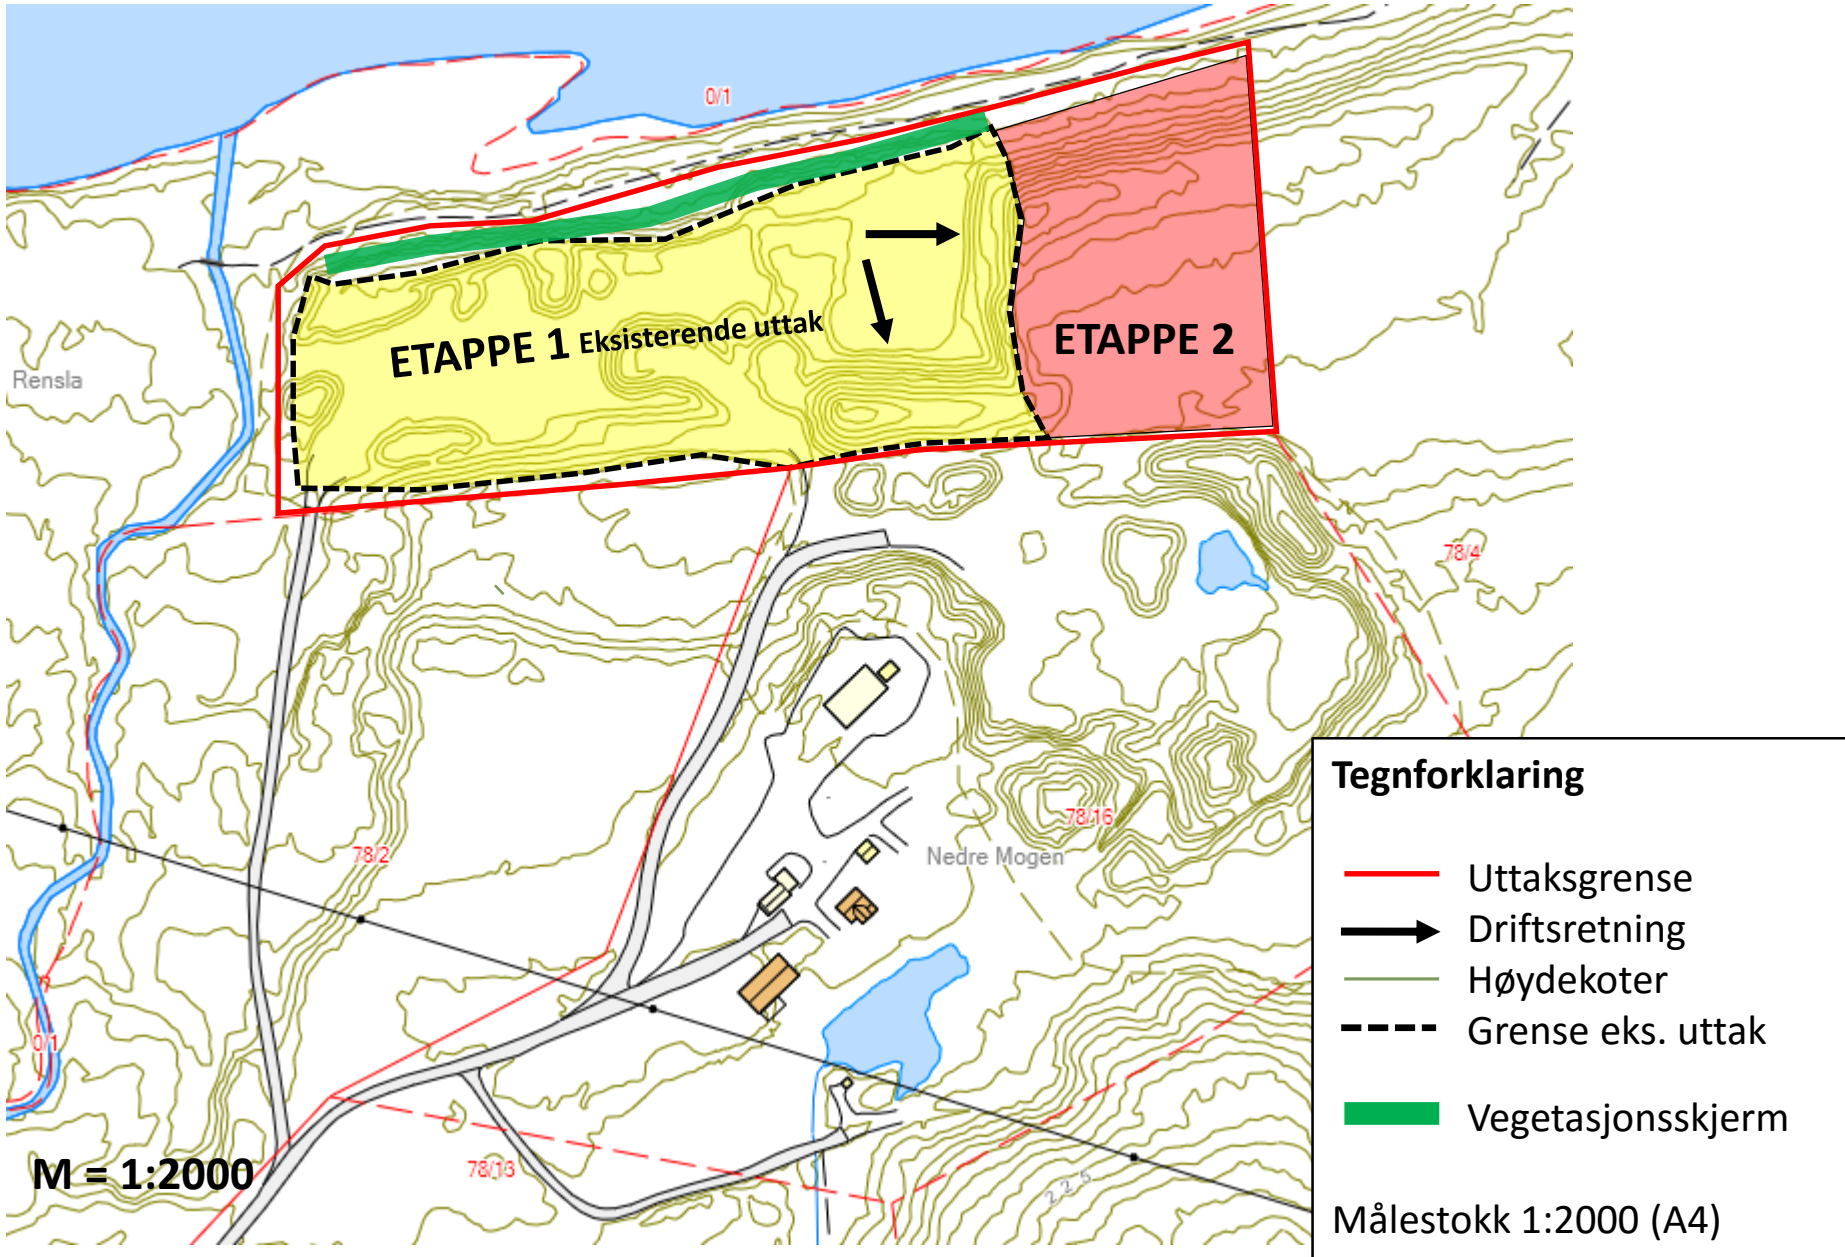 0/1
ETAPPE 1 Eksisterende uttak
ETAPPE 2
Rensla
78/4
78/16
78/2
Nedre Mogen
0/1
78/13
225
M = 1:2000
Tegnforklaring
Uttaksgrense
Driftsretning
Høydekoter
Grense eks. uttak
Vegetasjonsskjerm
Målestokk 1:2000 (A4)